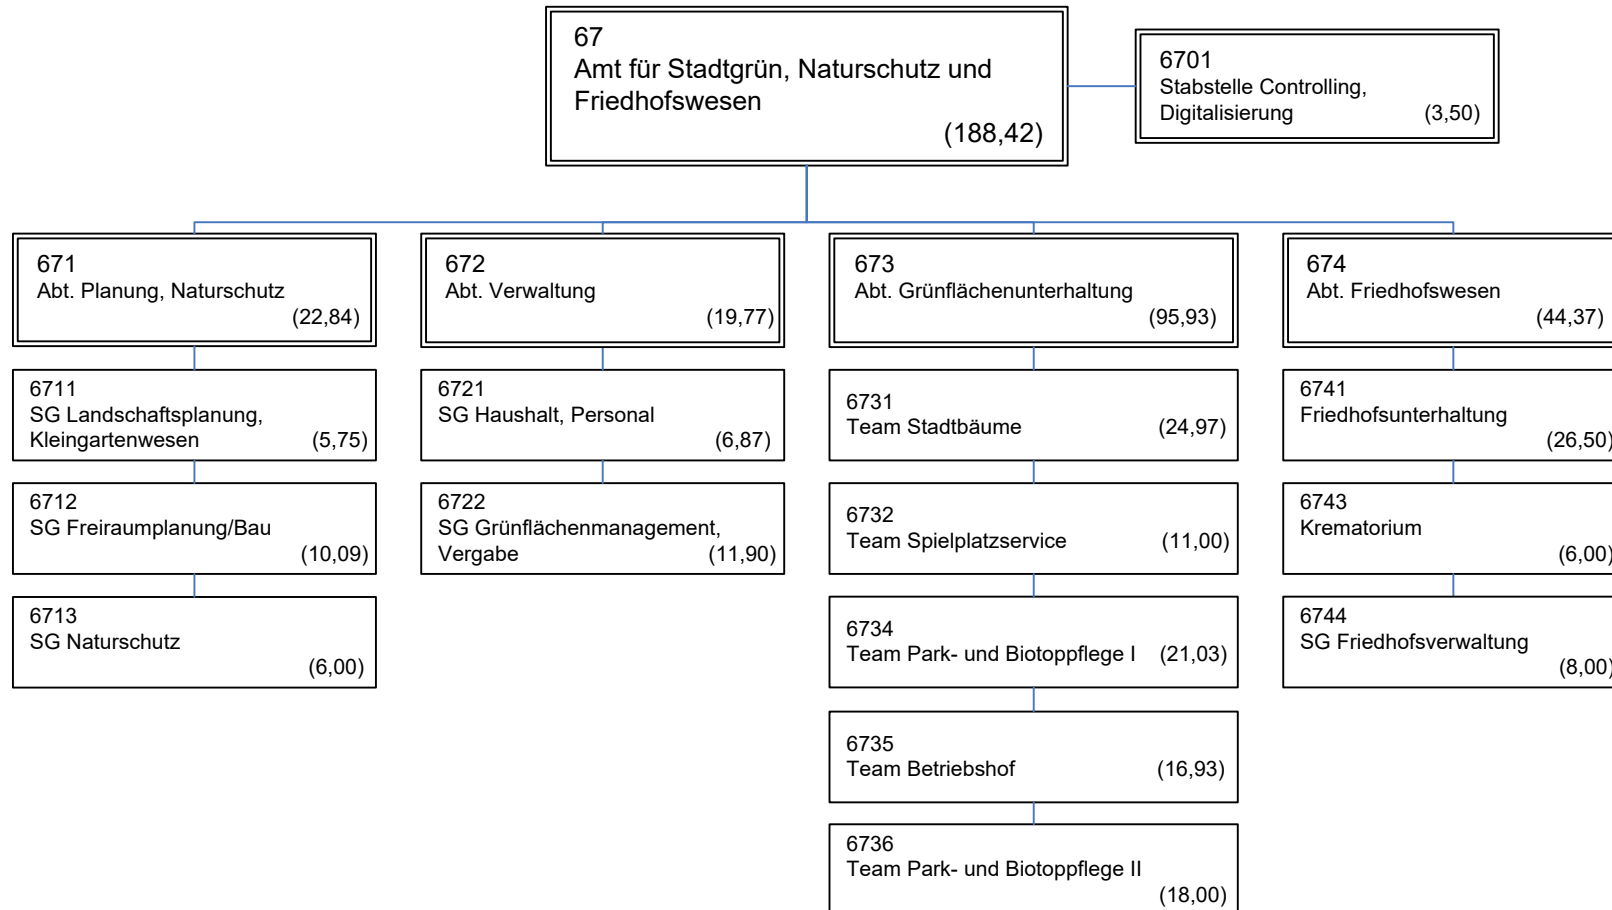 67
Amt für Stadtgrün, Naturschutz und
Friedhofswesen
(188,42)
6701
Stabstelle Controlling,
Digitalisierung (3,50)
671
Abt. Planung, Naturschutz
(22,84)
672
Abt. Verwaltung
(19,77)
673
Abt. Grünflächenunterhaltung
(95,93)
674
Abt. Friedhofswesen
(44,37)
6711
SG Landschaftsplanung,
Kleingartenwesen (5,75)
6712
SG Freiraumplanung/Bau
(10,09)
6713
SG Naturschutz
(6,00)
6721
SG Haushalt, Personal
(6,87)
6722
SG Grünflächenmanagement,
Vergabe (11,90)
6731
Team Stadtbäume (24,97)
6732
Team Spielplatzservice (11,00)
6734
Team Park- und Biotoppflege I (21,03)
6735
Team Betriebshof (16,93)
6736
Team Park- und Biotoppflege II
(18,00)
6741
Friedhofsunterhaltung
(26,50)
6743
Krematorium
(6,00)
6744
SG Friedhofsverwaltung
(8,00)